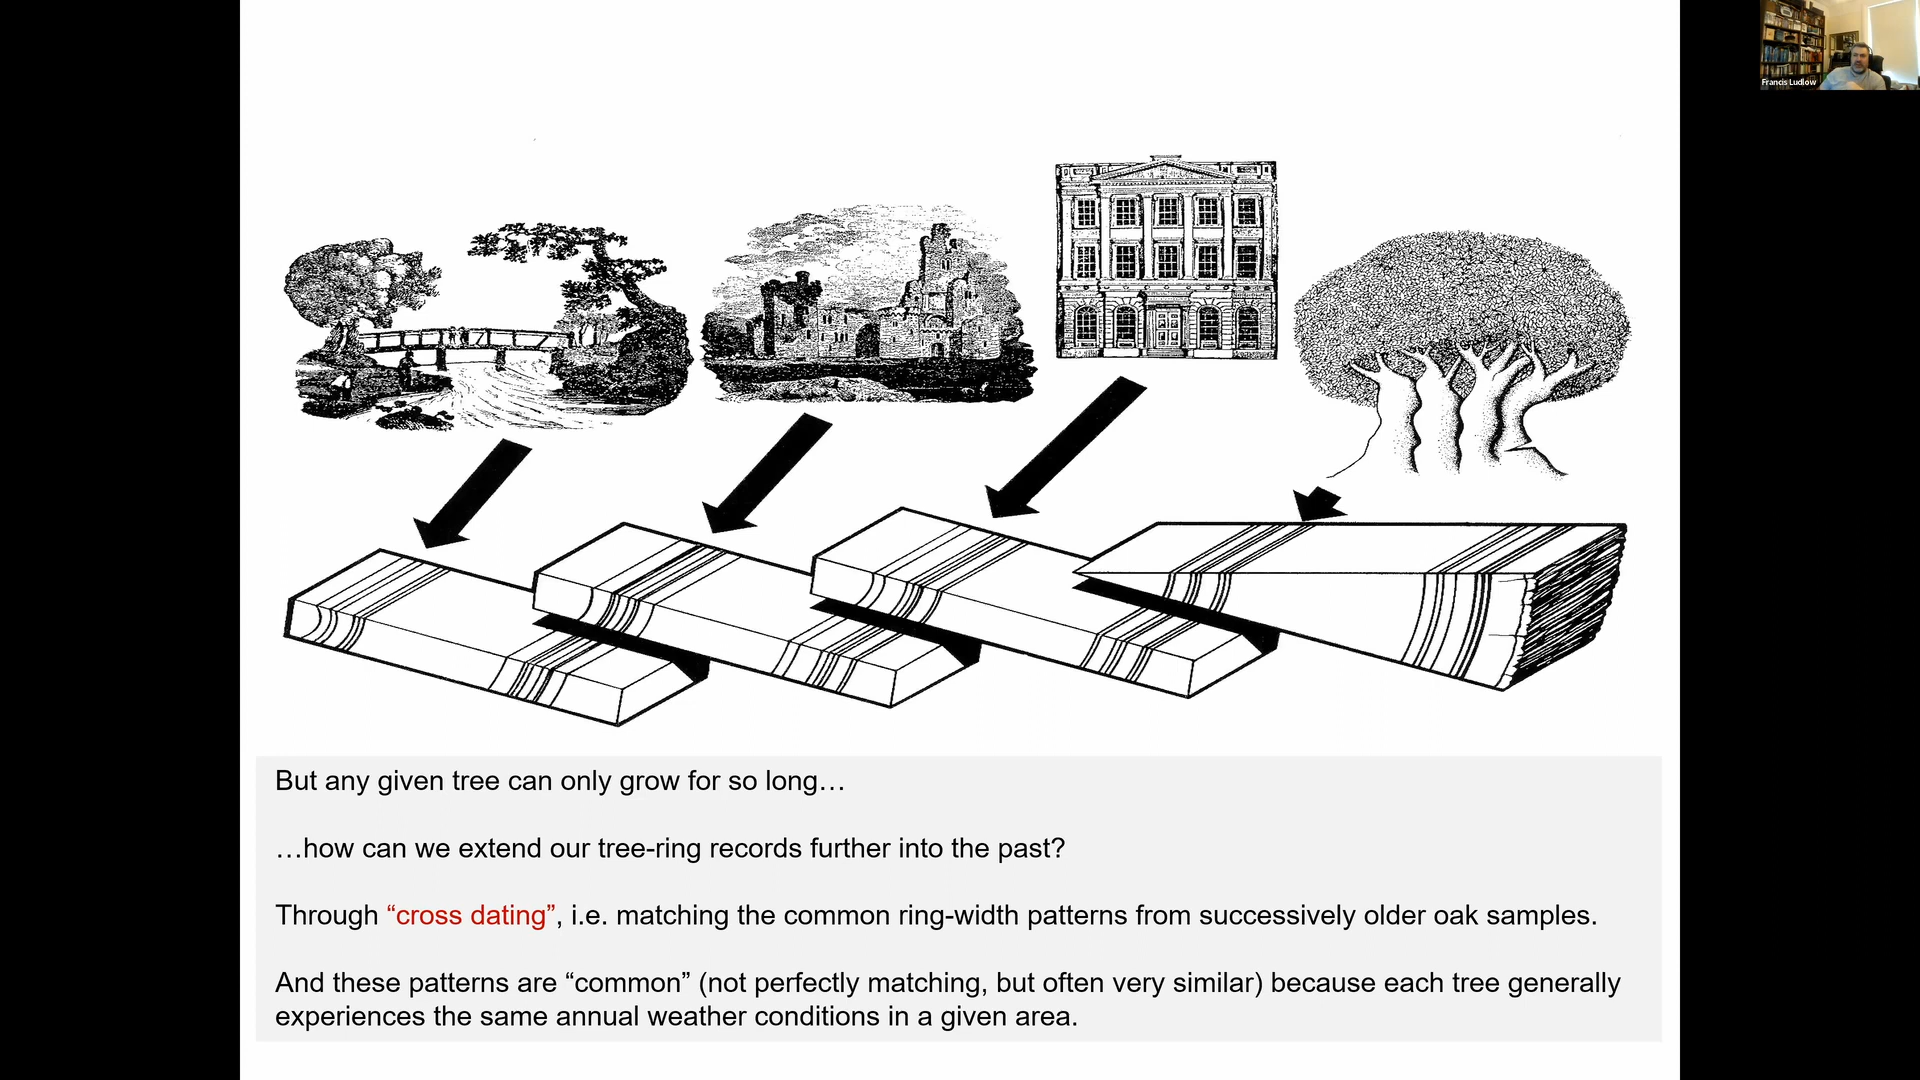 Francis Ludlow
But any given tree can only grow for so long…
…how can we extend our tree-ring records further into the past?
Through “cross dating”, i.e. matching the common ring-width patterns from successively older oak samples.
And these patterns are “common” (not perfectly matching, but often very similar) because each tree generally
experiences the same annual weather conditions in a given area.